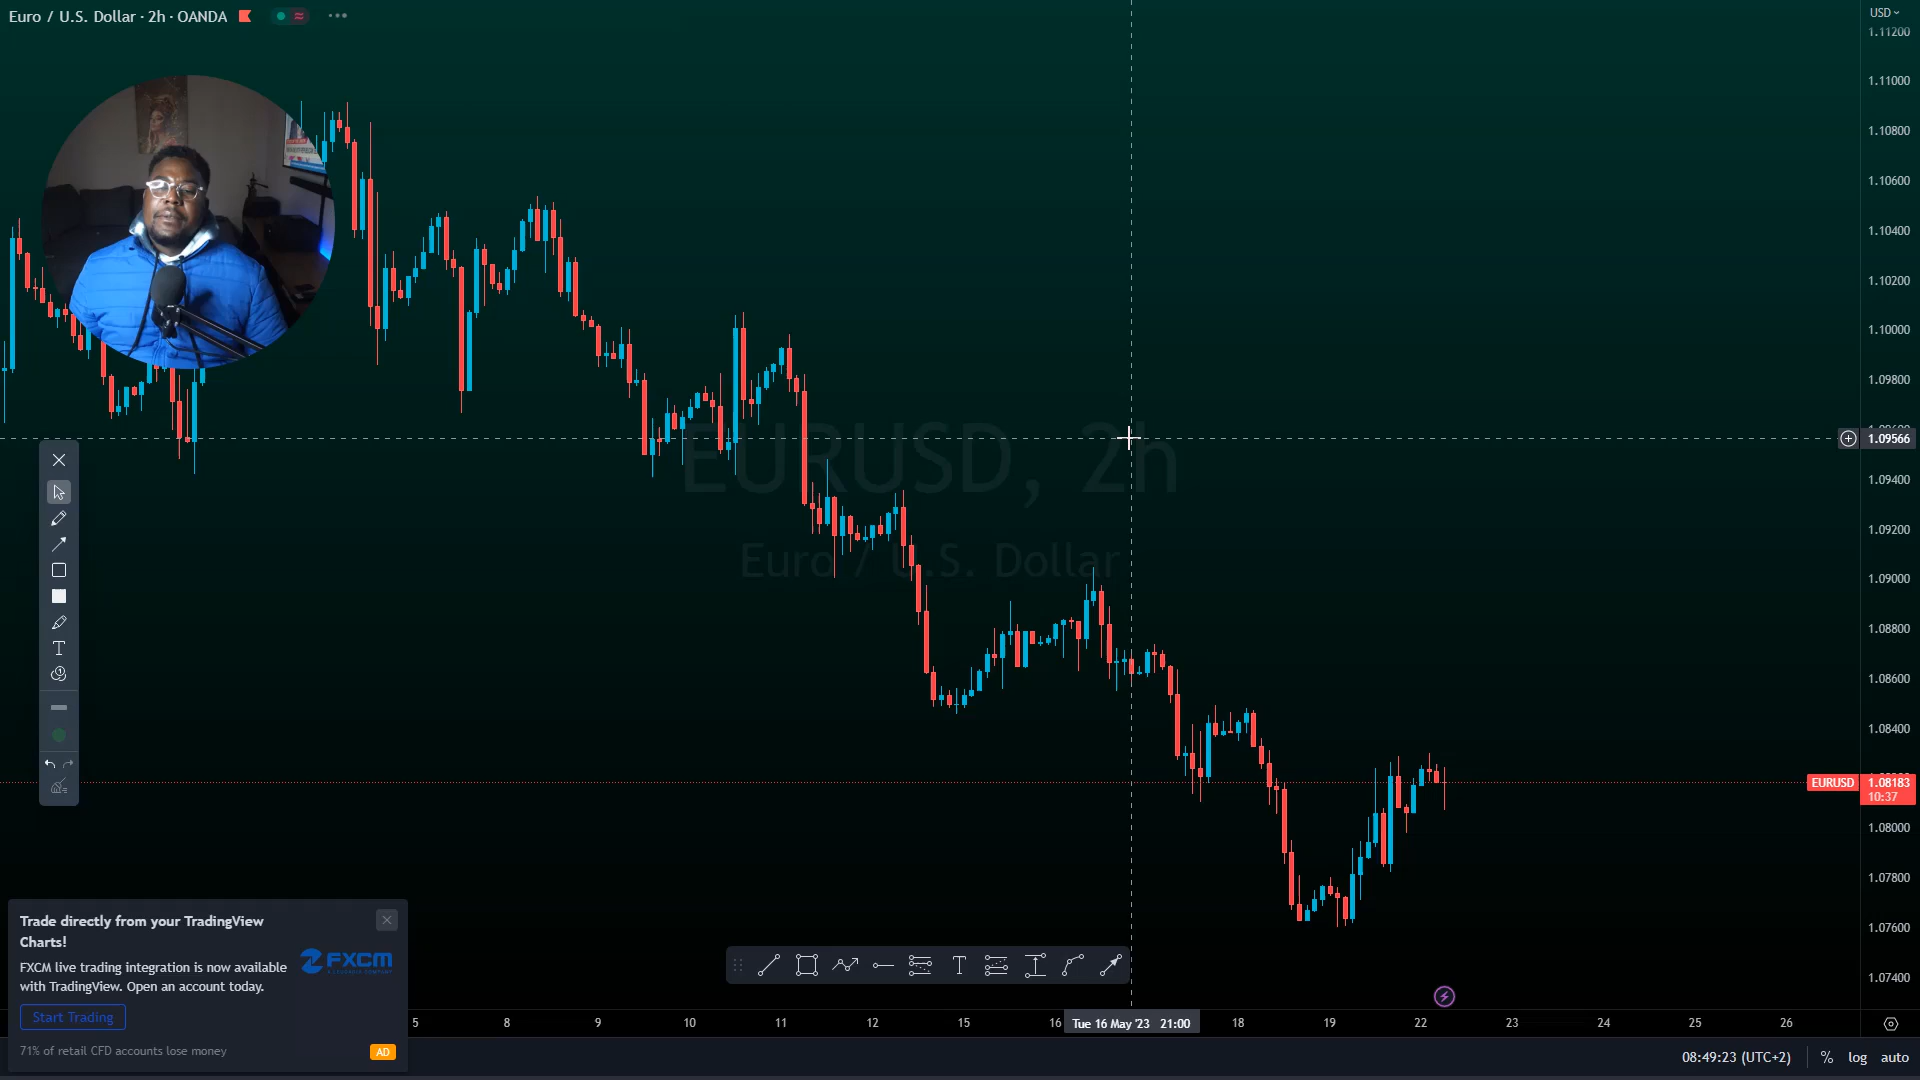 Euro / U.S. Dollar · 2h · OANDA
USD
1.11200
1.11000
1.10800
1.10600
1.10400
1.10200
1.10000
1.09800
1.09566
1.09400
1.09200
1.09000
1.08800
1.08600
1.08400
EURUSD 1.08183
10:37
1.08000
1.07800
1.07600
1.07400
EURUSD, 2h
Euro / U.S. Dollar
Trade directly from your TradingView
Charts!
FXCM live trading integration is now available
with TradingView. Open an account today.
FXCM
Start Trading
71% of retail CFD accounts lose money
AD
5 8 9 10 11 12 15 16 Tue 16 May '23 21:00 18 19 22 23 24 25 26
08:49:23 (UTC+2) % log auto